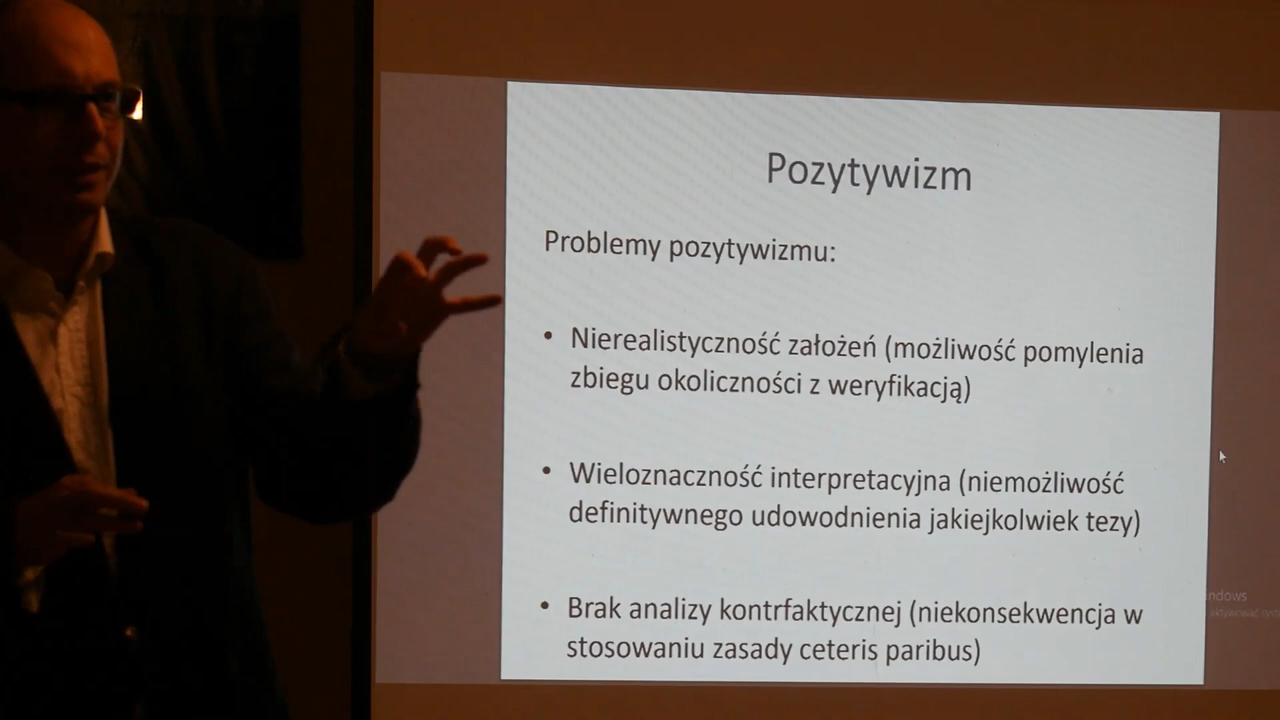 Pozytywizm
Problemy pozytywizmu:
• Nierealistyczność założeń (możliwość pomylenia
zbiegu okoliczności z weryfikacją)
• Wieloznaczność interpretacyjna (niemożliwość
definitywnego udowodnienia jakiejkolwiek tezy)
• Brak analizy kontrfaktycznej (niekonsekwencja w
stosowaniu zasady ceteris paribus)
ndows